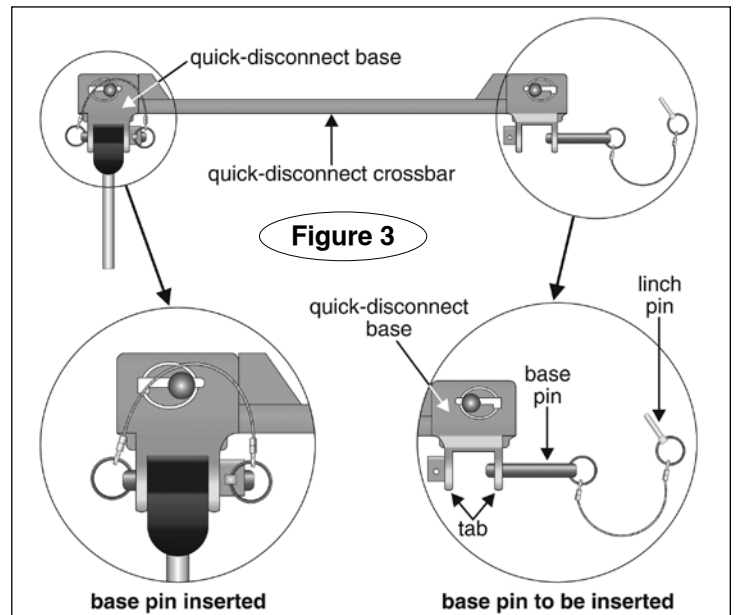 quick-disconnect base
quick-disconnect crossbar
Figure 3
quick-disconnect
base
base
pin
linch
pin
tab
base pin inserted
base pin to be inserted